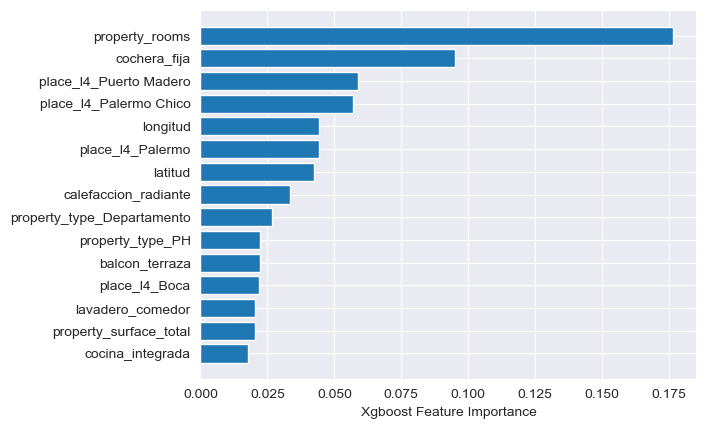 property_rooms
cochera_fija
place_l4_Puerto Madero
place_l4_Palermo Chico
longitud
place_l4_Palermo
latitud
calefaccion_radiante
property_type_Departamento
property_type_PH
balcon_terraza
place_l4_Boca
lavadero_comedor
property_surface_total
cocina_integrada
0.000 0.025 0.050 0.075 0.100 0.125 0.150 0.175
Xgboost Feature Importance